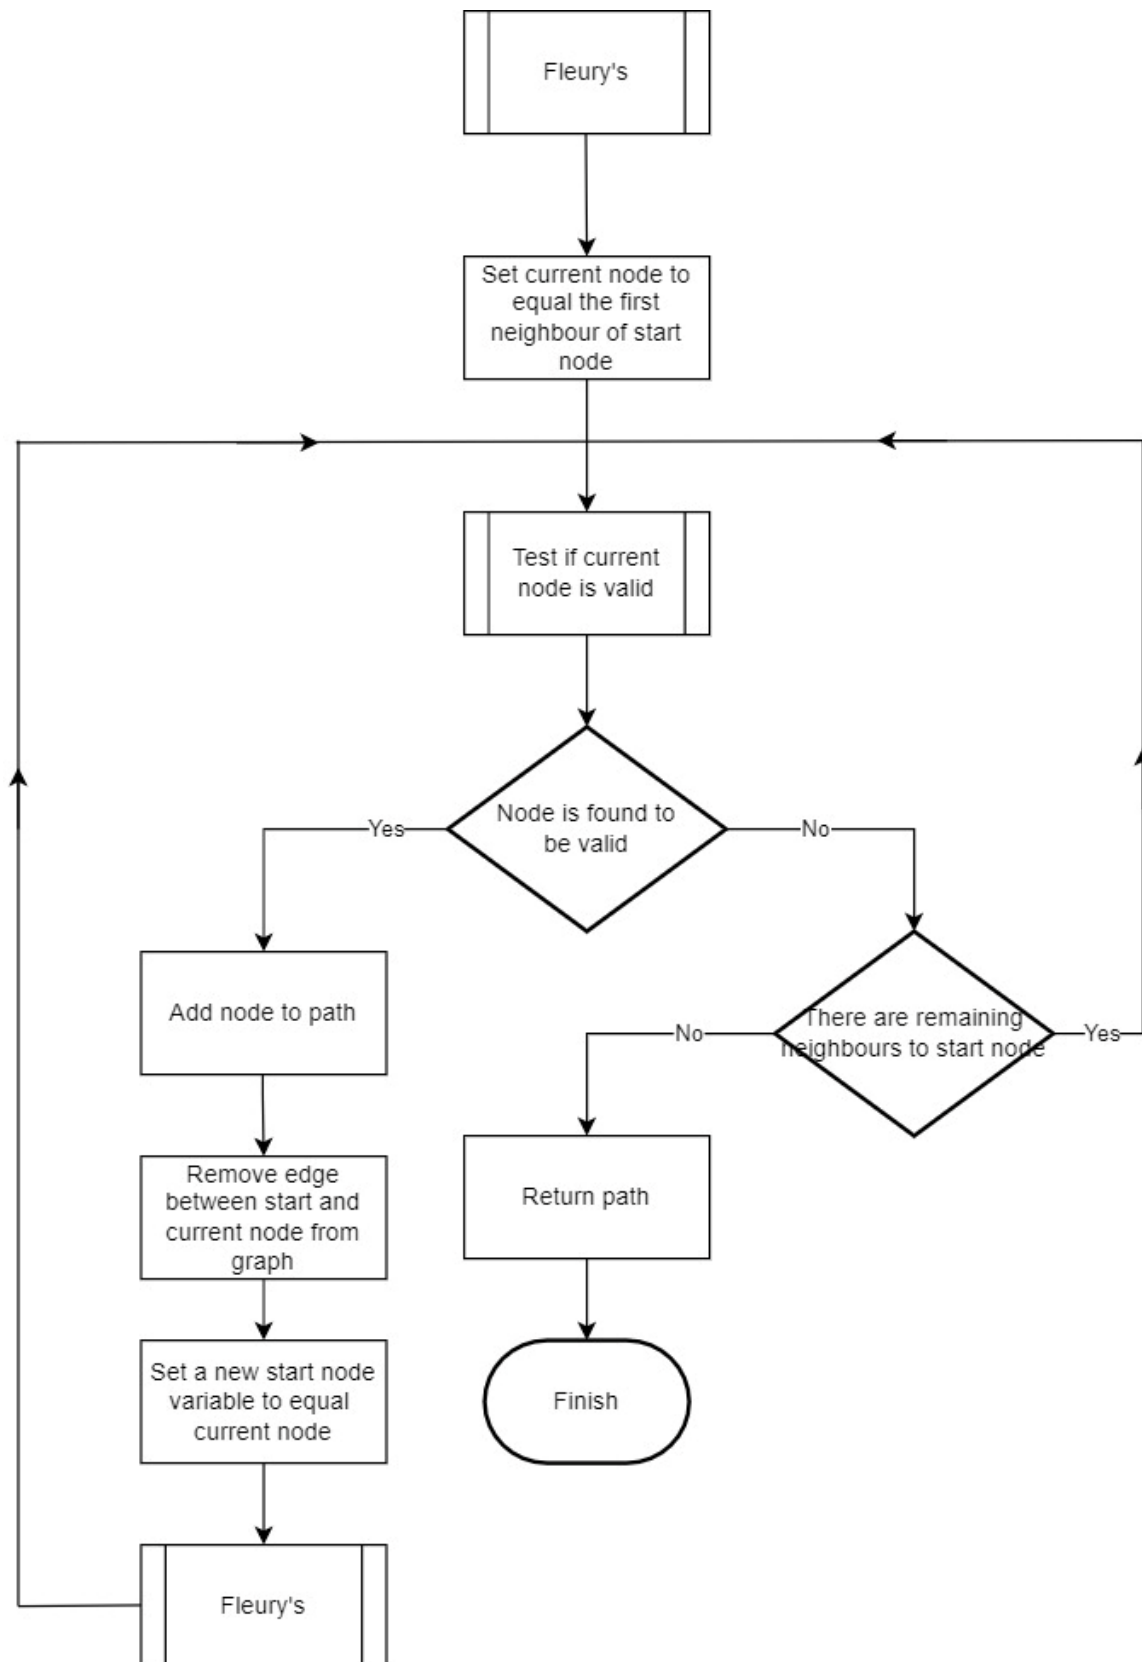 Fleury's
Set current node to
equal the first
neighbour of start
node
Test if current
node is valid
Node is found to
be valid
Yes
No
Add node to path
There are remaining
neighbours to start node
No
Yes
Remove edge
between start and
current node from
graph
Return path
Set a new start node
variable to equal
current node
Finish
Fleury's